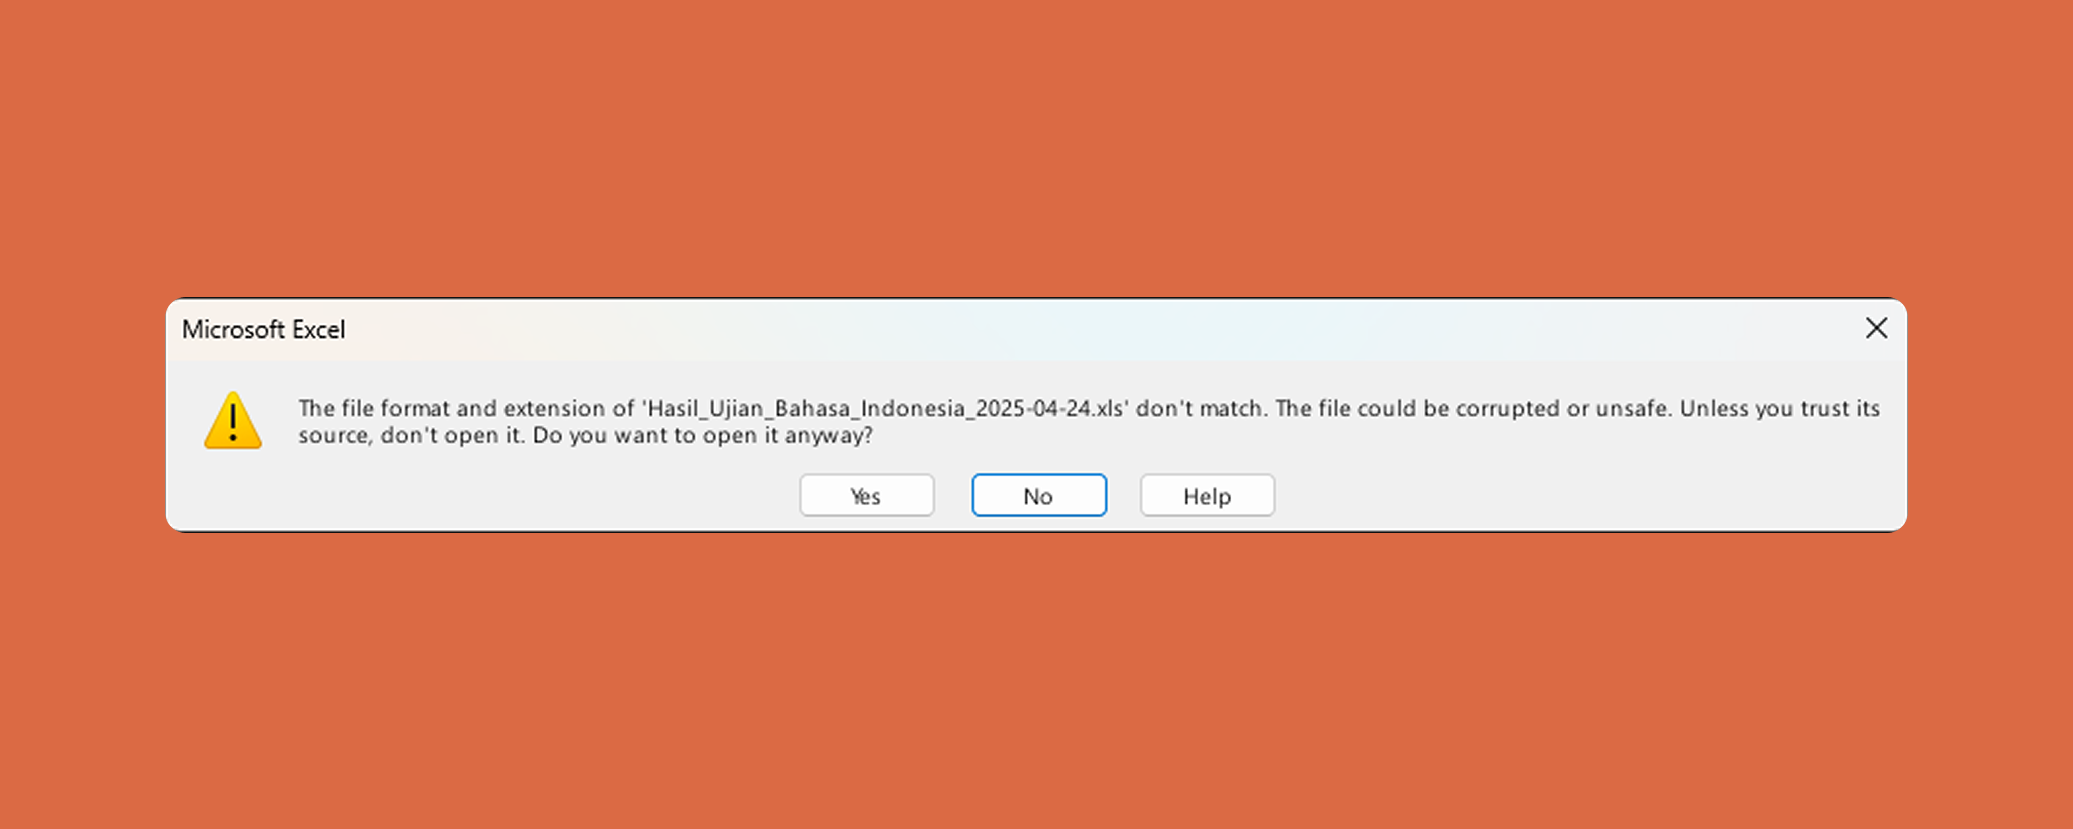 Microsoft Excel
The file format and extension of 'Hasil_Ujian_Bahasa_Indonesia_2025-04-24.xls' don't match. The file could be corrupted or unsafe. Unless you trust its
source, don't open it. Do you want to open it anyway?
Yes No Help